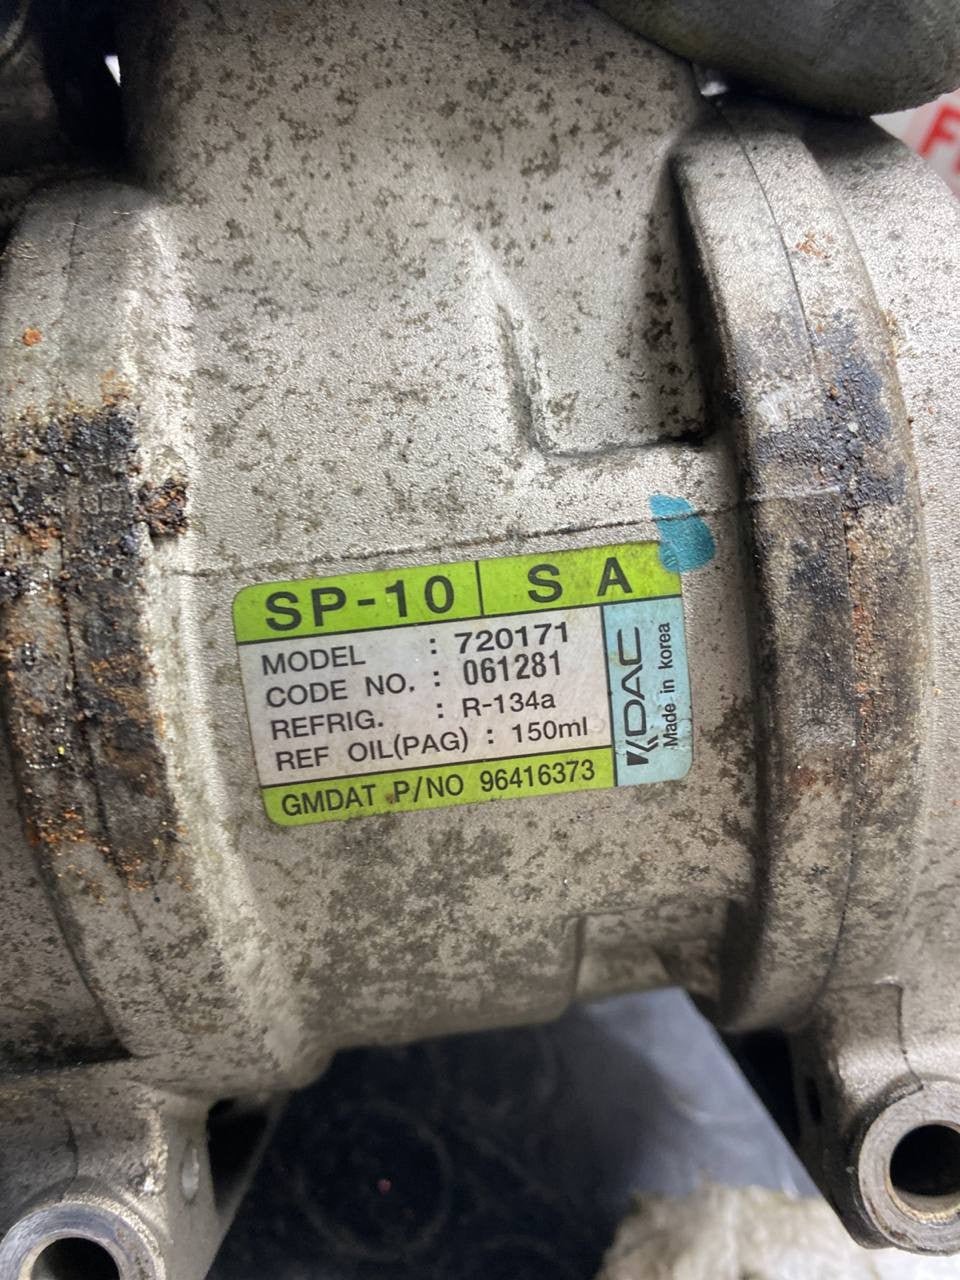 SP-10 S A
MODEL : 720171
CODE NO. : 061281
REFRIG. : R-134a
REF OIL(PAG) : 150ml
GMDAT P/NO 96416373
KDAC
Made in korea
F